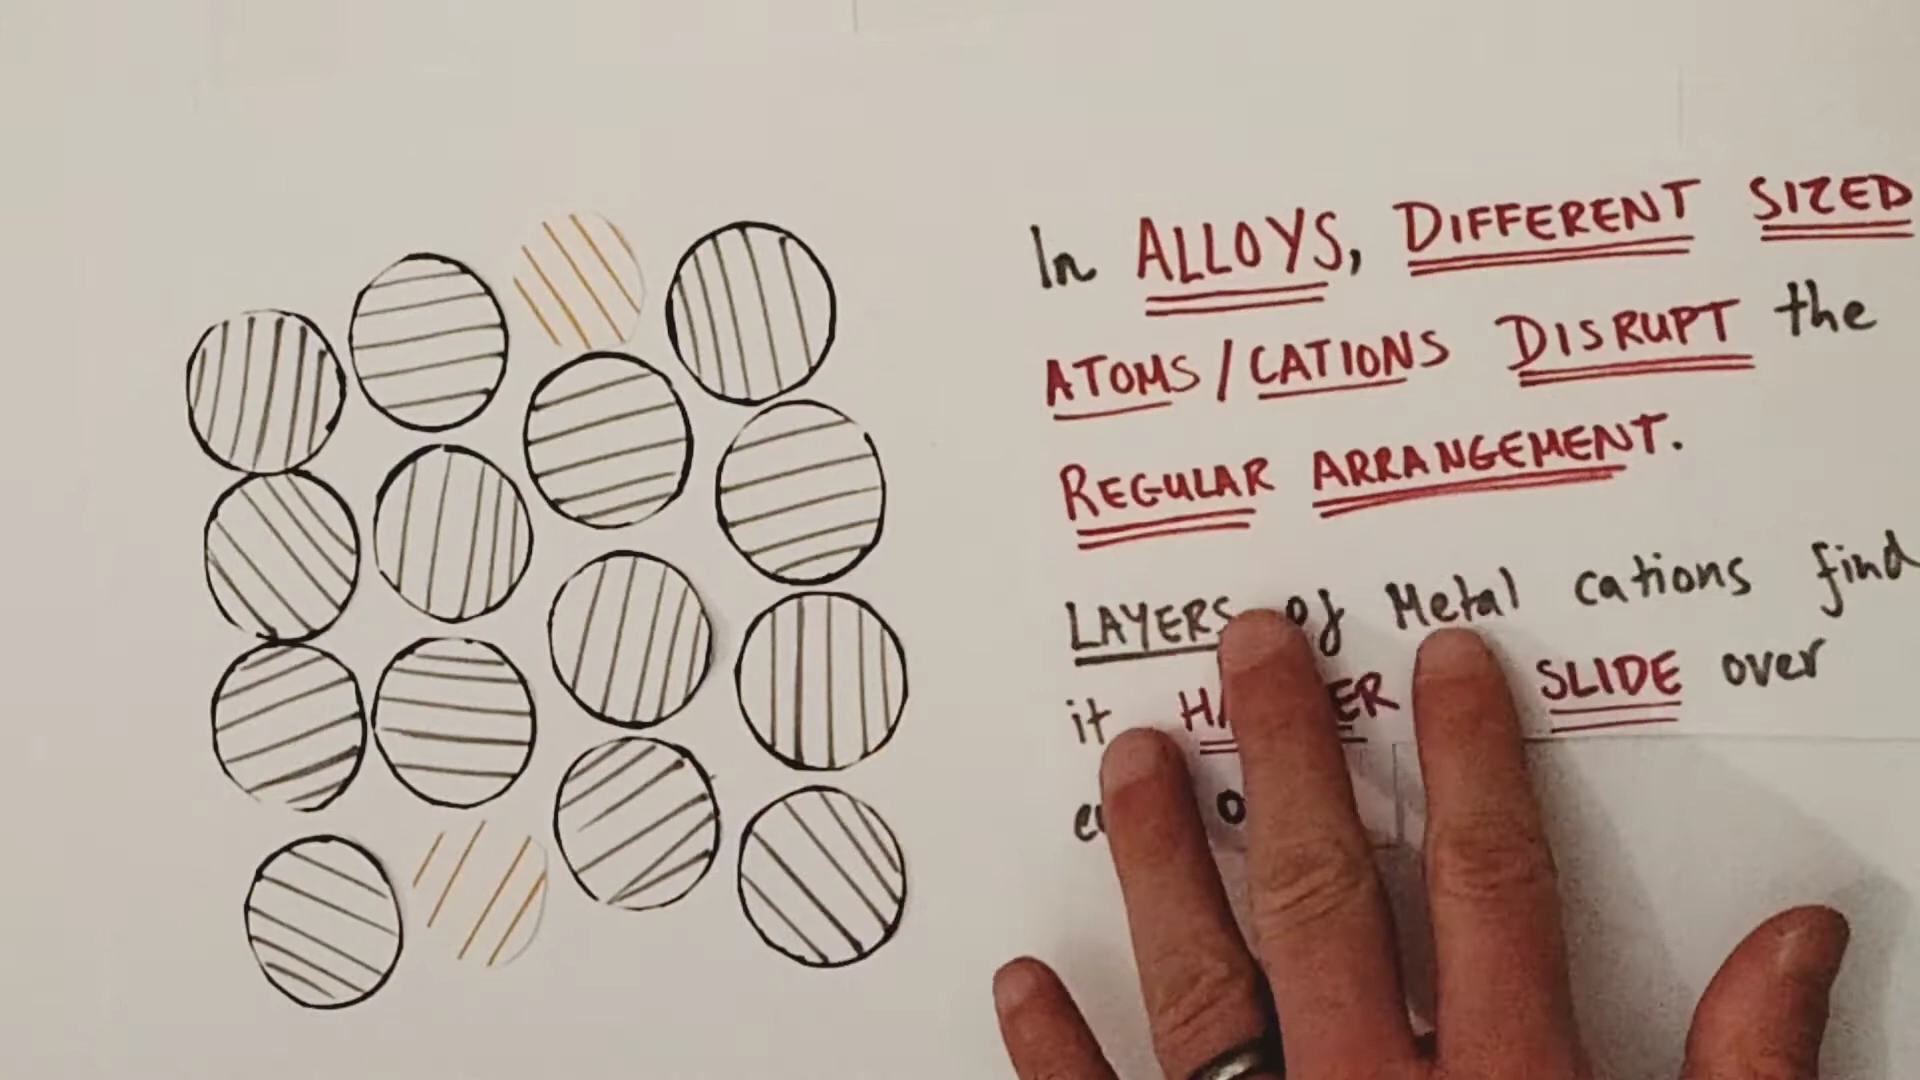 In ALLOYS, DIFFERENT SIZED
ATOMS/CATIONS DISRUPT the
REGULAR ARRANGEMENT.
LAYERS of Metal cations find
it SLIDE over